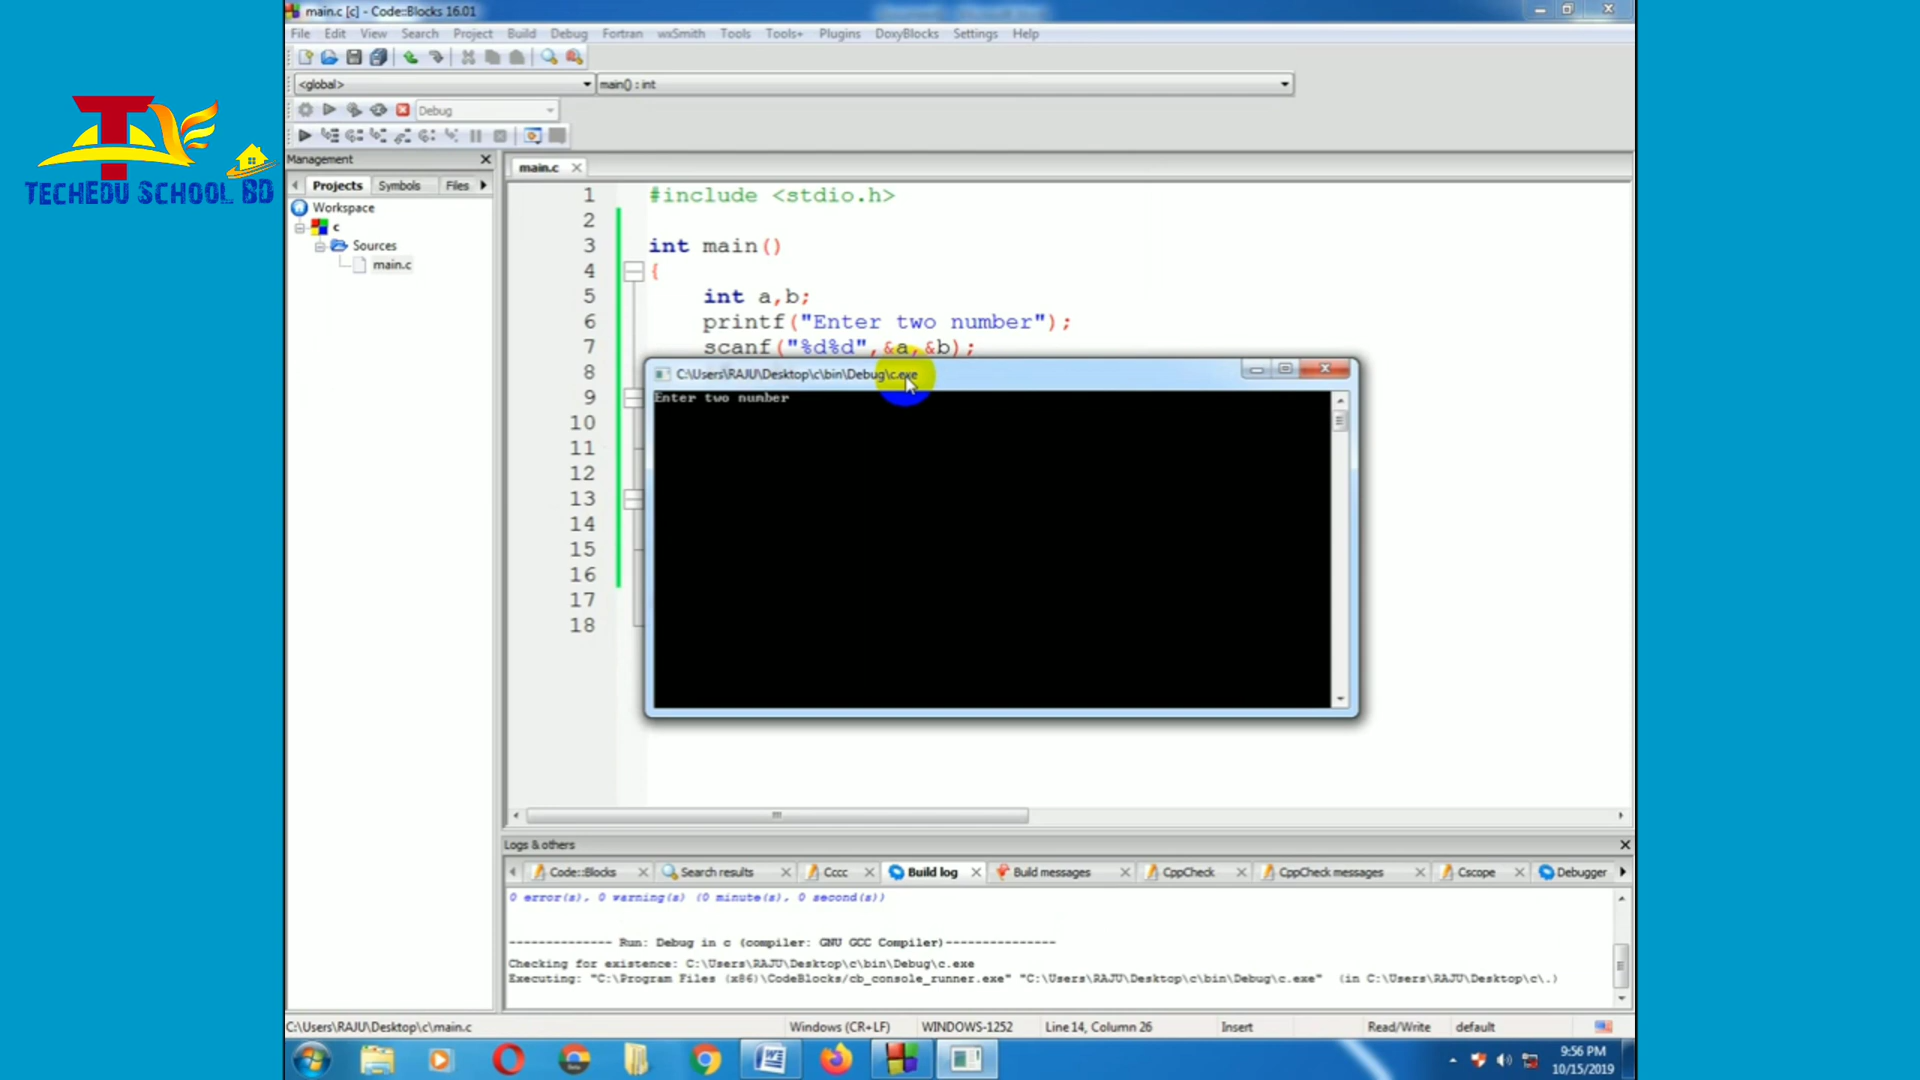 main.c [c] - Code::Blocks 16.01
File Edit View Search Project Build Debug Fortran wxSmith Tools Tools+ Plugins DoxyBlocks Settings Help
<global> main() : int
Debug
Management
Projects Symbols Files
Workspace
c
Sources
main.c
TECHEDU SCHOOL BD
main.c
1 #include <stdio.h>
2
3 int main()
4 {
5 int a,b;
6 printf("Enter two number");
7 scanf("%d%d",&a,&b);
8
9
10
11
12
13
14
15
16
17
18
C:\Users\RAJU\Desktop\c\bin\Debug\c.exe
Enter two number
Logs & others
Code::Blocks Search results Cccc Build log Build messages CppCheck CppCheck messages Cscope Debugger
0 error(s), 0 warning(s) (0 minute(s), 0 second(s))
-------------- Run: Debug in c (compiler: GNU GCC Compiler)---------------
Checking for existence: C:\Users\RAJU\Desktop\c\bin\Debug\c.exe
Executing: "C:\Program Files (x86)\CodeBlocks/cb_console_runner.exe" "C:\Users\RAJU\Desktop\c\bin\Debug\c.exe" (in C:\Users\RAJU\Desktop\c\.)
C:\Users\RAJU\Desktop\c\main.c Windows (CR+LF) WINDOWS-1252 Line 14, Column 26 Insert Read/Write default
9:56 PM
10/15/2019